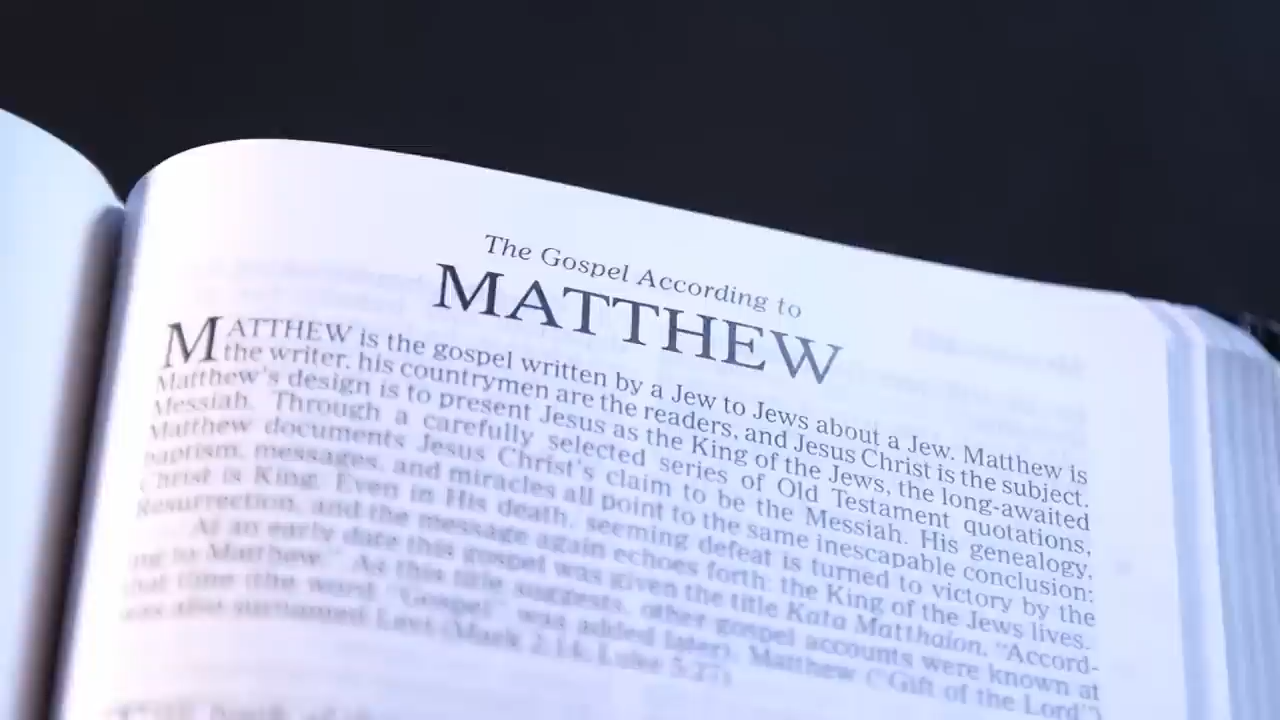 The Gospel According to
MATTHEW
MATTHEW is the gospel written by a Jew to Jews about a Jew. Matthew is
the writer, his countrymen are the readers, and Jesus Christ is the subject.
Matthew's design is to present Jesus as the King of the Jews, the long-awaited
Messiah. Through a carefully selected series of Old Testament quotations,
Matthew documents Jesus Christ's claim to be the Messiah. His genealogy,
baptism, messages, and miracles all point to the same inescapable conclusion:
Christ is King. Even in His death, seeming defeat is turned to victory by the
Resurrection, and the message again echoes forth: the King of the Jews lives.
At an early date this gospel was given the title Kata Matthaion, "Accord-
ing to Matthew." As this title suggests, other gospel accounts were known at
that time (the word "Gospel" was added later). Matthew ("Gift of the Lord")
was also surnamed Levi (Mark 2:14; Luke 5:27).